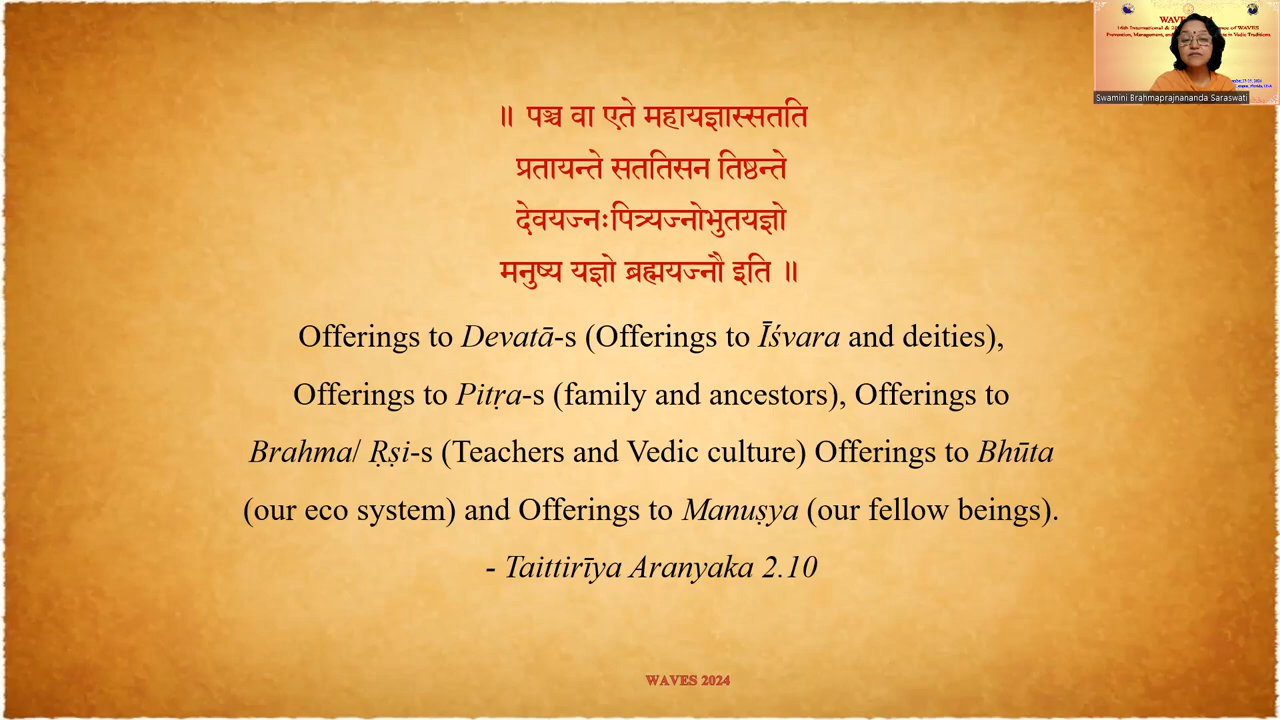 ॥ पञ्च वा एते महायज्ञास्सतति
प्रतायन्ते सततिसन तिष्ठन्ते
देवयज्नःपित्र्यज्नोभुतयज्ञो
मनुष्य यज्ञो ब्रह्मयज्नौ इति ॥
Offerings to Devatā-s (Offerings to Īśvara and deities),
Offerings to Pitṛa-s (family and ancestors), Offerings to
Brahma/ Ṛṣi-s (Teachers and Vedic culture) Offerings to Bhūta
(our eco system) and Offerings to Manuṣya (our fellow beings).
- Taittirīya Aranyaka 2.10
WAVES 2024
Swamini Brahmaprajnananda Saraswati